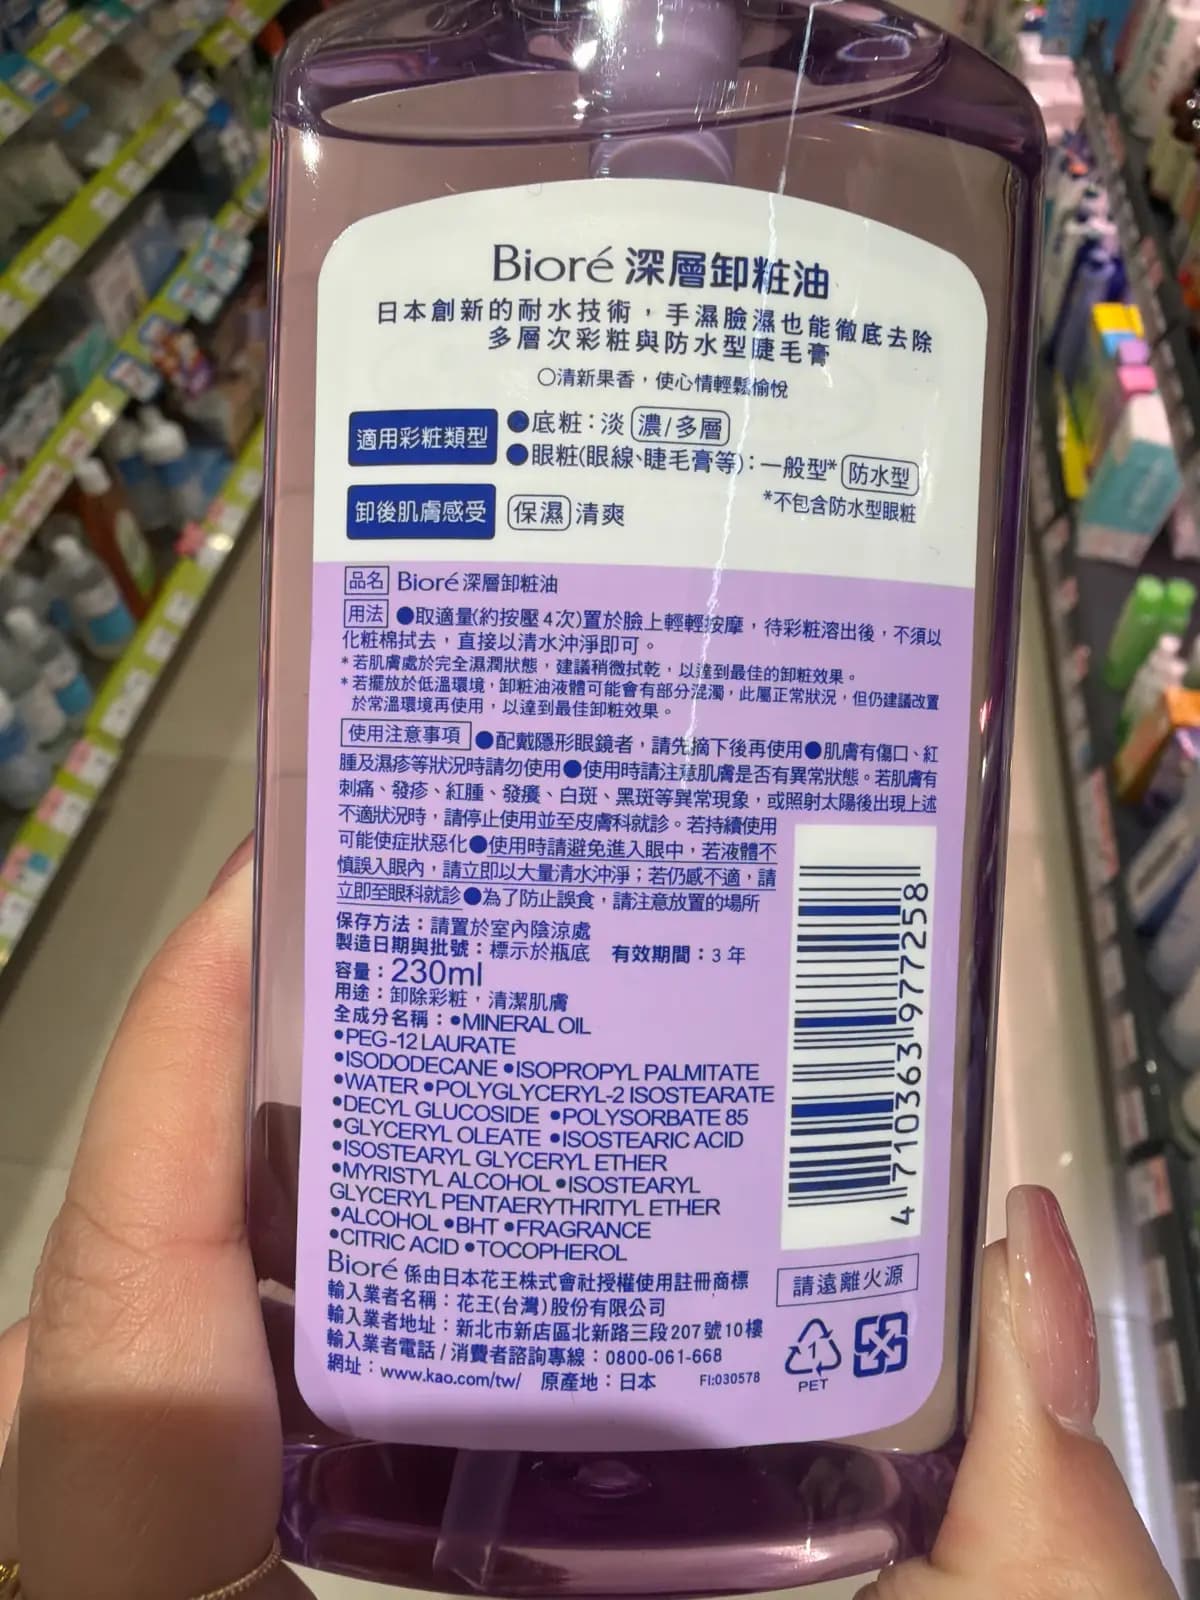 Bioré 深層卸粧油
日本創新的耐水技術，手濕臉濕也能徹底去除
多層次彩粧與防水型睫毛膏
○清新果香，使心情輕鬆愉悅
適用彩粧類型
●底粧：淡 濃/多層
●眼粧(眼線、睫毛膏等)：一般型* 防水型
*不包含防水型眼粧
卸後肌膚感受 保濕 清爽
品名 Bioré 深層卸粧油
用法 ●取適量(約按壓4次)置於臉上輕輕按摩，待彩粧溶出後，不須以
化粧棉拭去，直接以清水沖淨即可。
*若肌膚處於完全濕潤狀態，建議稍微拭乾，以達到最佳的卸粧效果。
*若擺放於低溫環境，卸粧油液體可能會有部分混濁，此屬正常狀況，但仍建議改置
於常溫環境再使用，以達到最佳卸粧效果。
使用注意事項 ●配戴隱形眼鏡者，請先摘下後再使用●肌膚有傷口、紅
腫及濕疹等狀況時請勿使用●使用時請注意肌膚是否有異常狀態。若肌膚有
刺痛、發疹、紅腫、發癢、白斑、黑斑等異常現象，或照射太陽後出現上述
不適狀況時，請停止使用並至皮膚科就診。若持續使用
可能使症狀惡化●使用時請避免進入眼中，若液體不
慎誤入眼內，請立即以大量清水沖淨；若仍感不適，請
立即至眼科就診●為了防止誤食，請注意放置的場所
保存方法：請置於室內陰涼處
製造日期與批號：標示於瓶底 有效期間：3年
容量：230ml
用途：卸除彩粧，清潔肌膚
全成分名稱：●MINERAL OIL
●PEG-12 LAURATE
●ISODODECANE ●ISOPROPYL PALMITATE
●WATER ●POLYGLYCERYL-2 ISOSTEARATE
●DECYL GLUCOSIDE ●POLYSORBATE 85
●GLYCERYL OLEATE ●ISOSTEARIC ACID
●ISOSTEARYL GLYCERYL ETHER
●MYRISTYL ALCOHOL ●ISOSTEARYL
GLYCERYL PENTAERYTHRITYL ETHER
●ALCOHOL ●BHT ●FRAGRANCE
●CITRIC ACID ●TOCOPHEROL
Bioré 係由日本花王株式會社授權使用註冊商標
輸入業者名稱：花王(台灣)股份有限公司
輸入業者地址：新北市新店區北新路三段207號10樓
輸入業者電話/消費者諮詢專線：0800-061-668
網址：www.kao.com/tw/ 原產地：日本 FI:030578
4 710363 977258
請遠離火源
1
PET